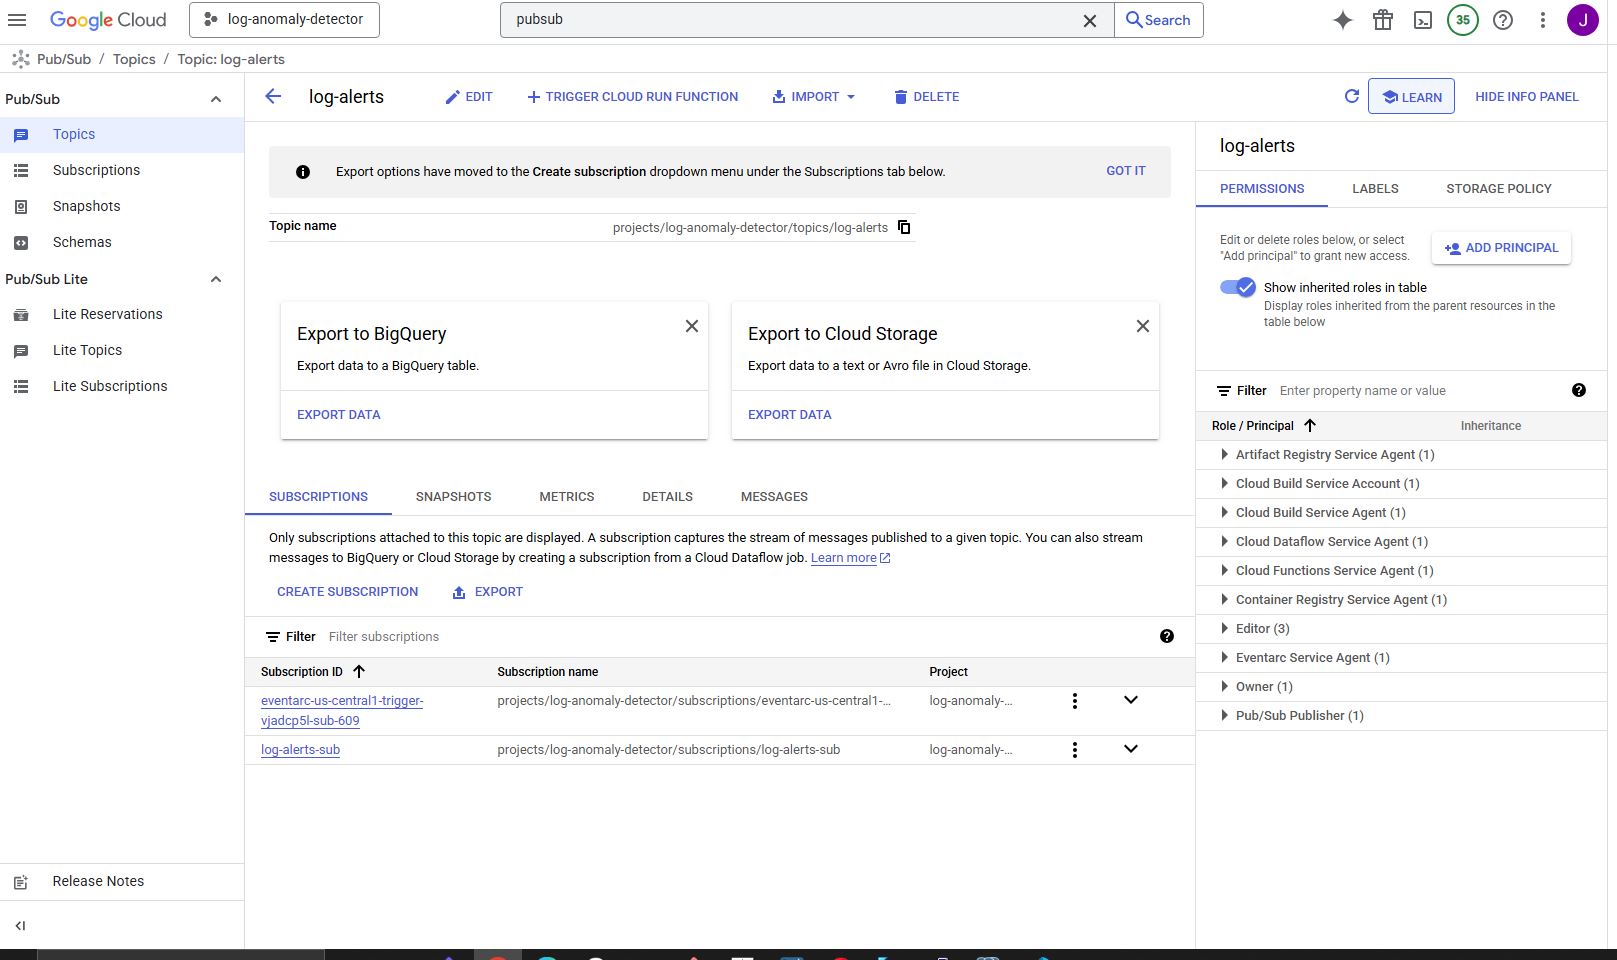 Google Cloud
log-anomaly-detector
pubsub
Search
35
J
Pub/Sub / Topics / Topic: log-alerts
Pub/Sub
Topics
Subscriptions
Snapshots
Schemas
Pub/Sub Lite
Lite Reservations
Lite Topics
Lite Subscriptions
Release Notes
log-alerts
EDIT
TRIGGER CLOUD RUN FUNCTION
IMPORT
DELETE
LEARN
HIDE INFO PANEL
Export options have moved to the Create subscription dropdown menu under the Subscriptions tab below.
GOT IT
Topic name
projects/log-anomaly-detector/topics/log-alerts
Export to BigQuery
Export data to a BigQuery table.
EXPORT DATA
Export to Cloud Storage
Export data to a text or Avro file in Cloud Storage.
EXPORT DATA
SUBSCRIPTIONS
SNAPSHOTS
METRICS
DETAILS
MESSAGES
Only subscriptions attached to this topic are displayed. A subscription captures the stream of messages published to a given topic. You can also stream
messages to BigQuery or Cloud Storage by creating a subscription from a Cloud Dataflow job. Learn more
CREATE SUBSCRIPTION
EXPORT
Filter Filter subscriptions
Subscription ID
Subscription name
Project
eventarc-us-central1-trigger-
vjadcp5l-sub-609
projects/log-anomaly-detector/subscriptions/eventarc-us-central1-...
log-anomaly-...
log-alerts-sub
projects/log-anomaly-detector/subscriptions/log-alerts-sub
log-anomaly-...
log-alerts
PERMISSIONS
LABELS
STORAGE POLICY
Edit or delete roles below, or select
"Add principal" to grant new access.
ADD PRINCIPAL
Show inherited roles in table
Display roles inherited from the parent resources in the
table below
Filter Enter property name or value
Role / Principal
Inheritance
Artifact Registry Service Agent (1)
Cloud Build Service Account (1)
Cloud Build Service Agent (1)
Cloud Dataflow Service Agent (1)
Cloud Functions Service Agent (1)
Container Registry Service Agent (1)
Editor (3)
Eventarc Service Agent (1)
Owner (1)
Pub/Sub Publisher (1)